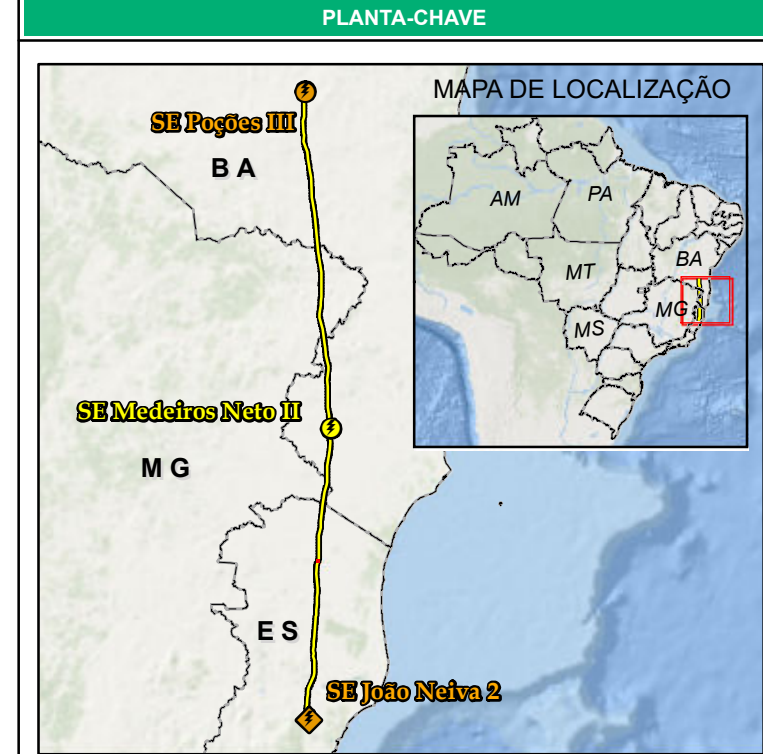 PLANTA-CHAVE
MAPA DE LOCALIZAÇÃO
SE Poções III
B A
AM
PA
BA
MT
MG
MS
SE Medeiros Neto II
M G
E S
SE João Neiva 2